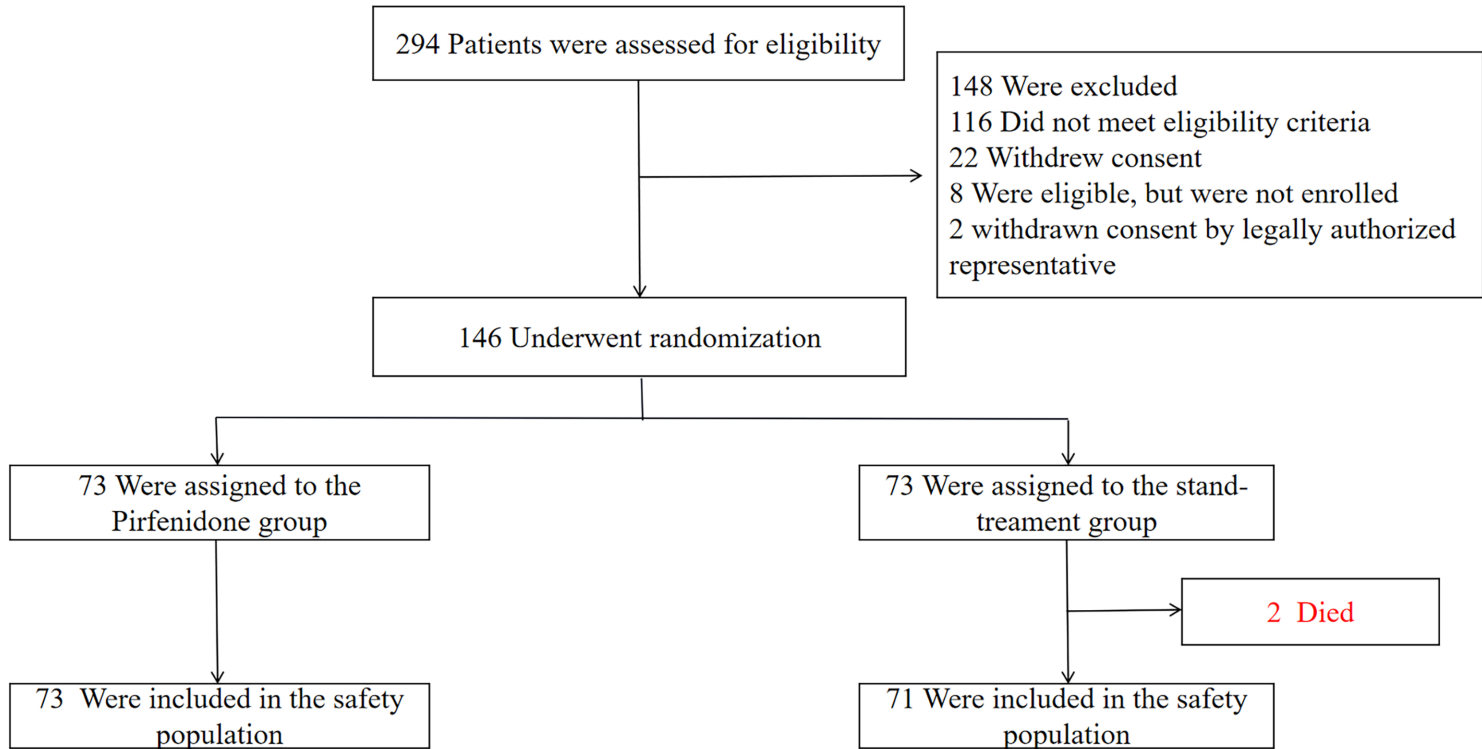 294 Patients were assessed for eligibility
148 Were excluded
116 Did not meet eligibility criteria
22 Withdrew consent
8 Were eligible, but were not enrolled
2 withdrawn consent by legally authorized
representative
146 Underwent randomization
73 Were assigned to the
Pirfenidone group
73 Were assigned to the stand-
treament group
2 Died
73 Were included in the safety
population
71 Were included in the safety
population